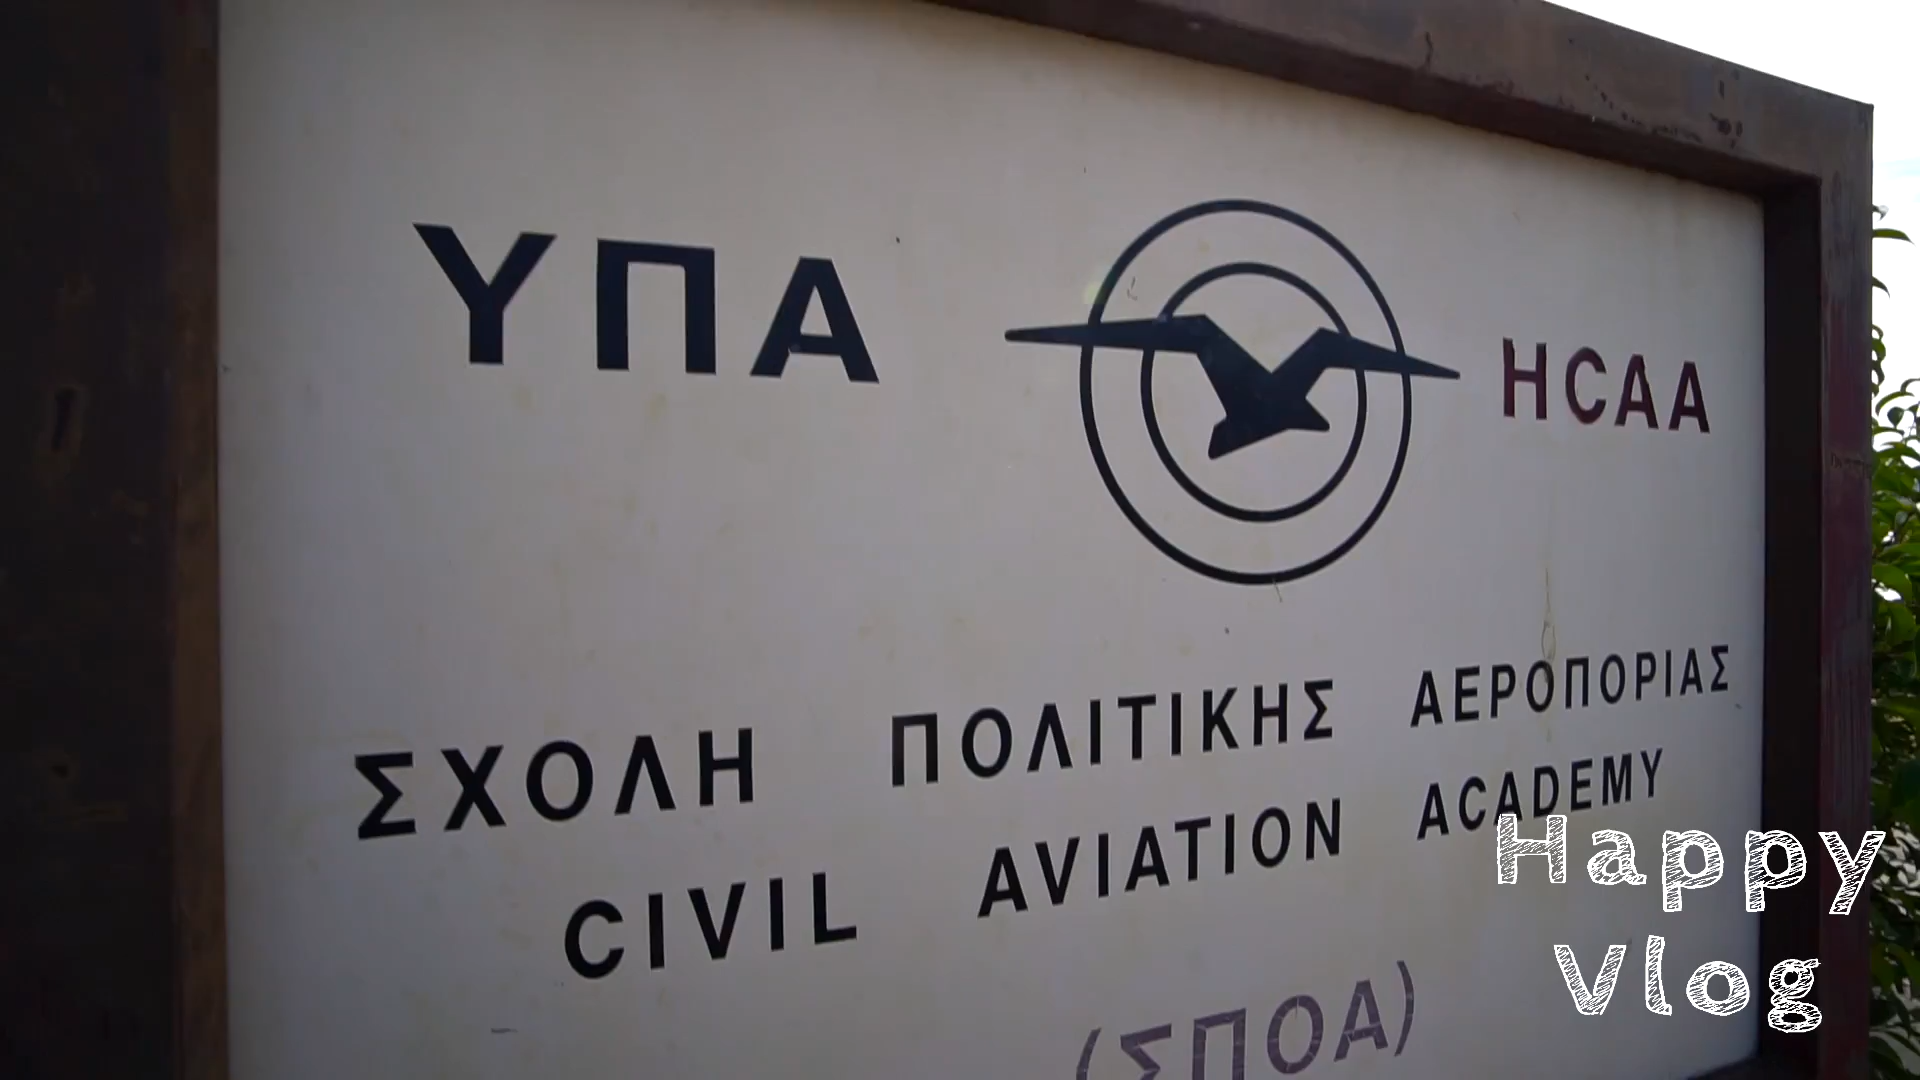 ΥΠΑ HCAA
ΣΧΟΛΗ ΠΟΛΙΤΙΚΗΣ ΑΕΡΟΠΟΡΙΑΣ
CIVIL AVIATION ACADEMY
(ΣΠΟΑ)
Happy
Vlog